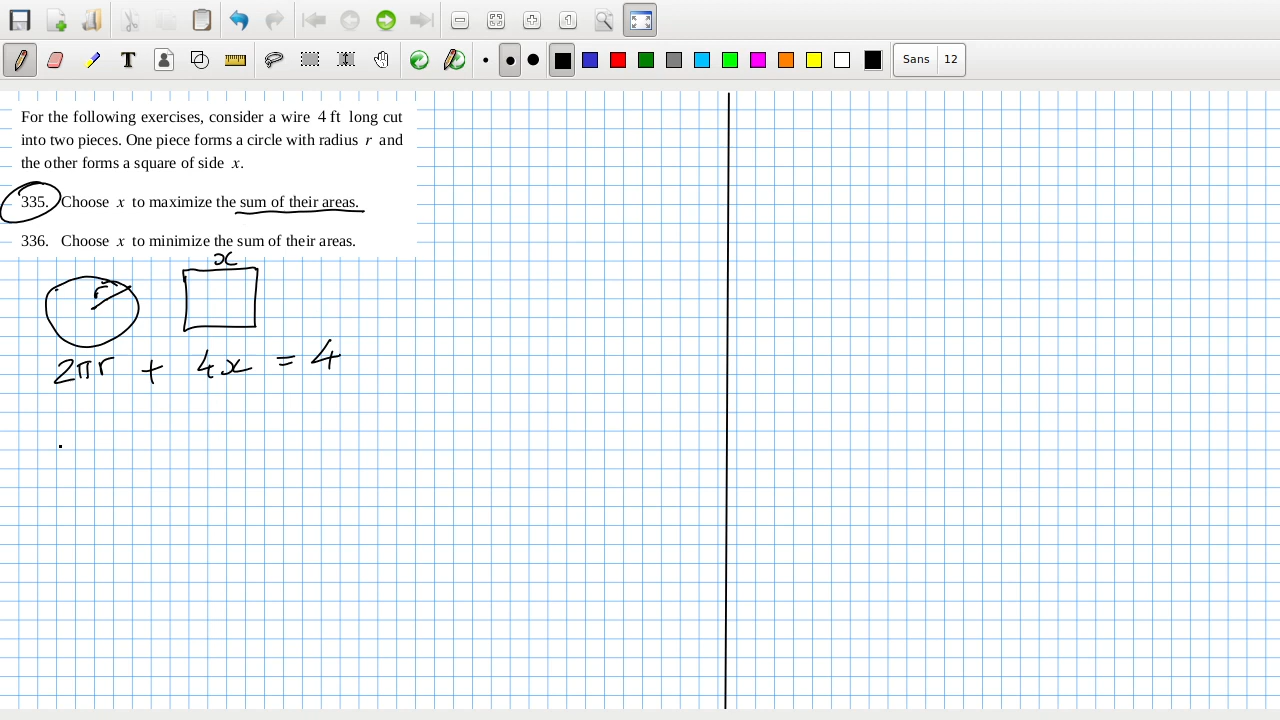 Sans 12
For the following exercises, consider a wire 4 ft long cut
into two pieces. One piece forms a circle with radius r and
the other forms a square of side x.
335. Choose x to maximize the sum of their areas.
336. Choose x to minimize the sum of their areas.
x
r
2πr + 4x = 4